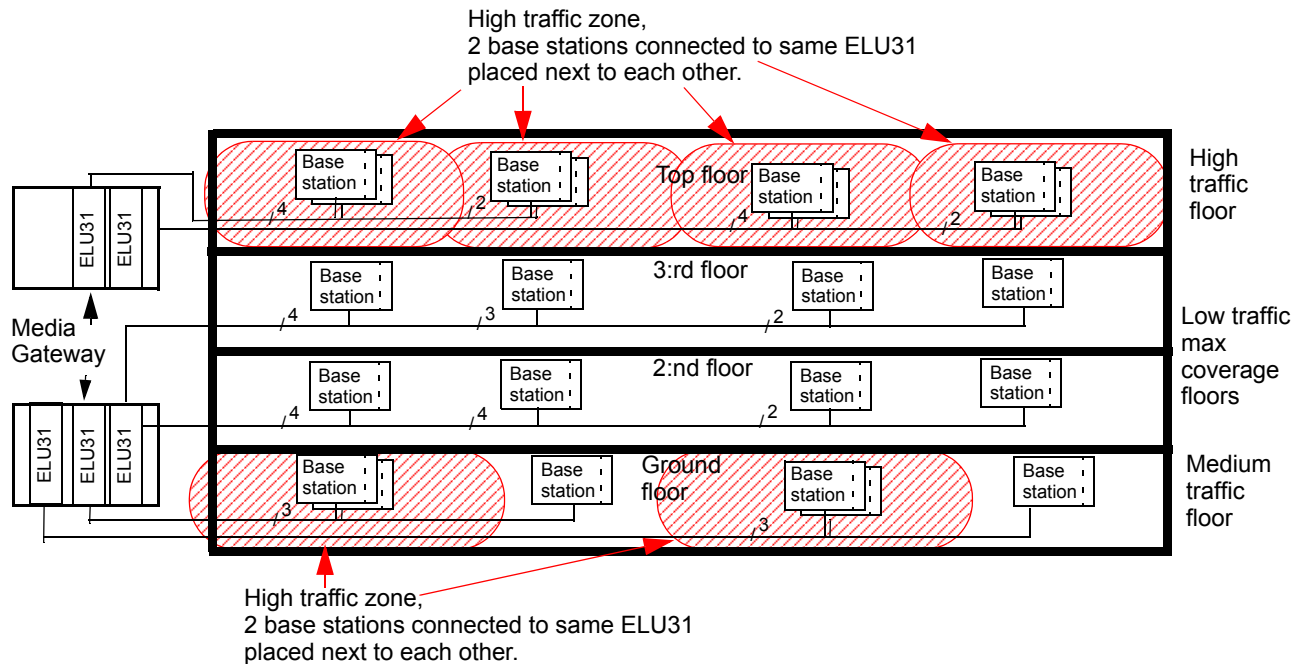 High traffic zone,
2 base stations connected to same ELU31
placed next to each other.
Base
station
Base
station
Top floor
Base
station
Base
station
High
traffic
floor
4
2
4
2
ELU31
ELU31
3:rd floor
Base
station
Base
station
Base
station
Base
station
4
3
2
Media
Gateway
Low traffic
max
coverage
floors
2:nd floor
Base
station
Base
station
Base
station
Base
station
4
4
2
ELU31
ELU31
ELU31
Ground
floor
Base
station
Base
station
Base
station
Base
station
Medium
traffic
floor
3
3
High traffic zone,
2 base stations connected to same ELU31
placed next to each other.